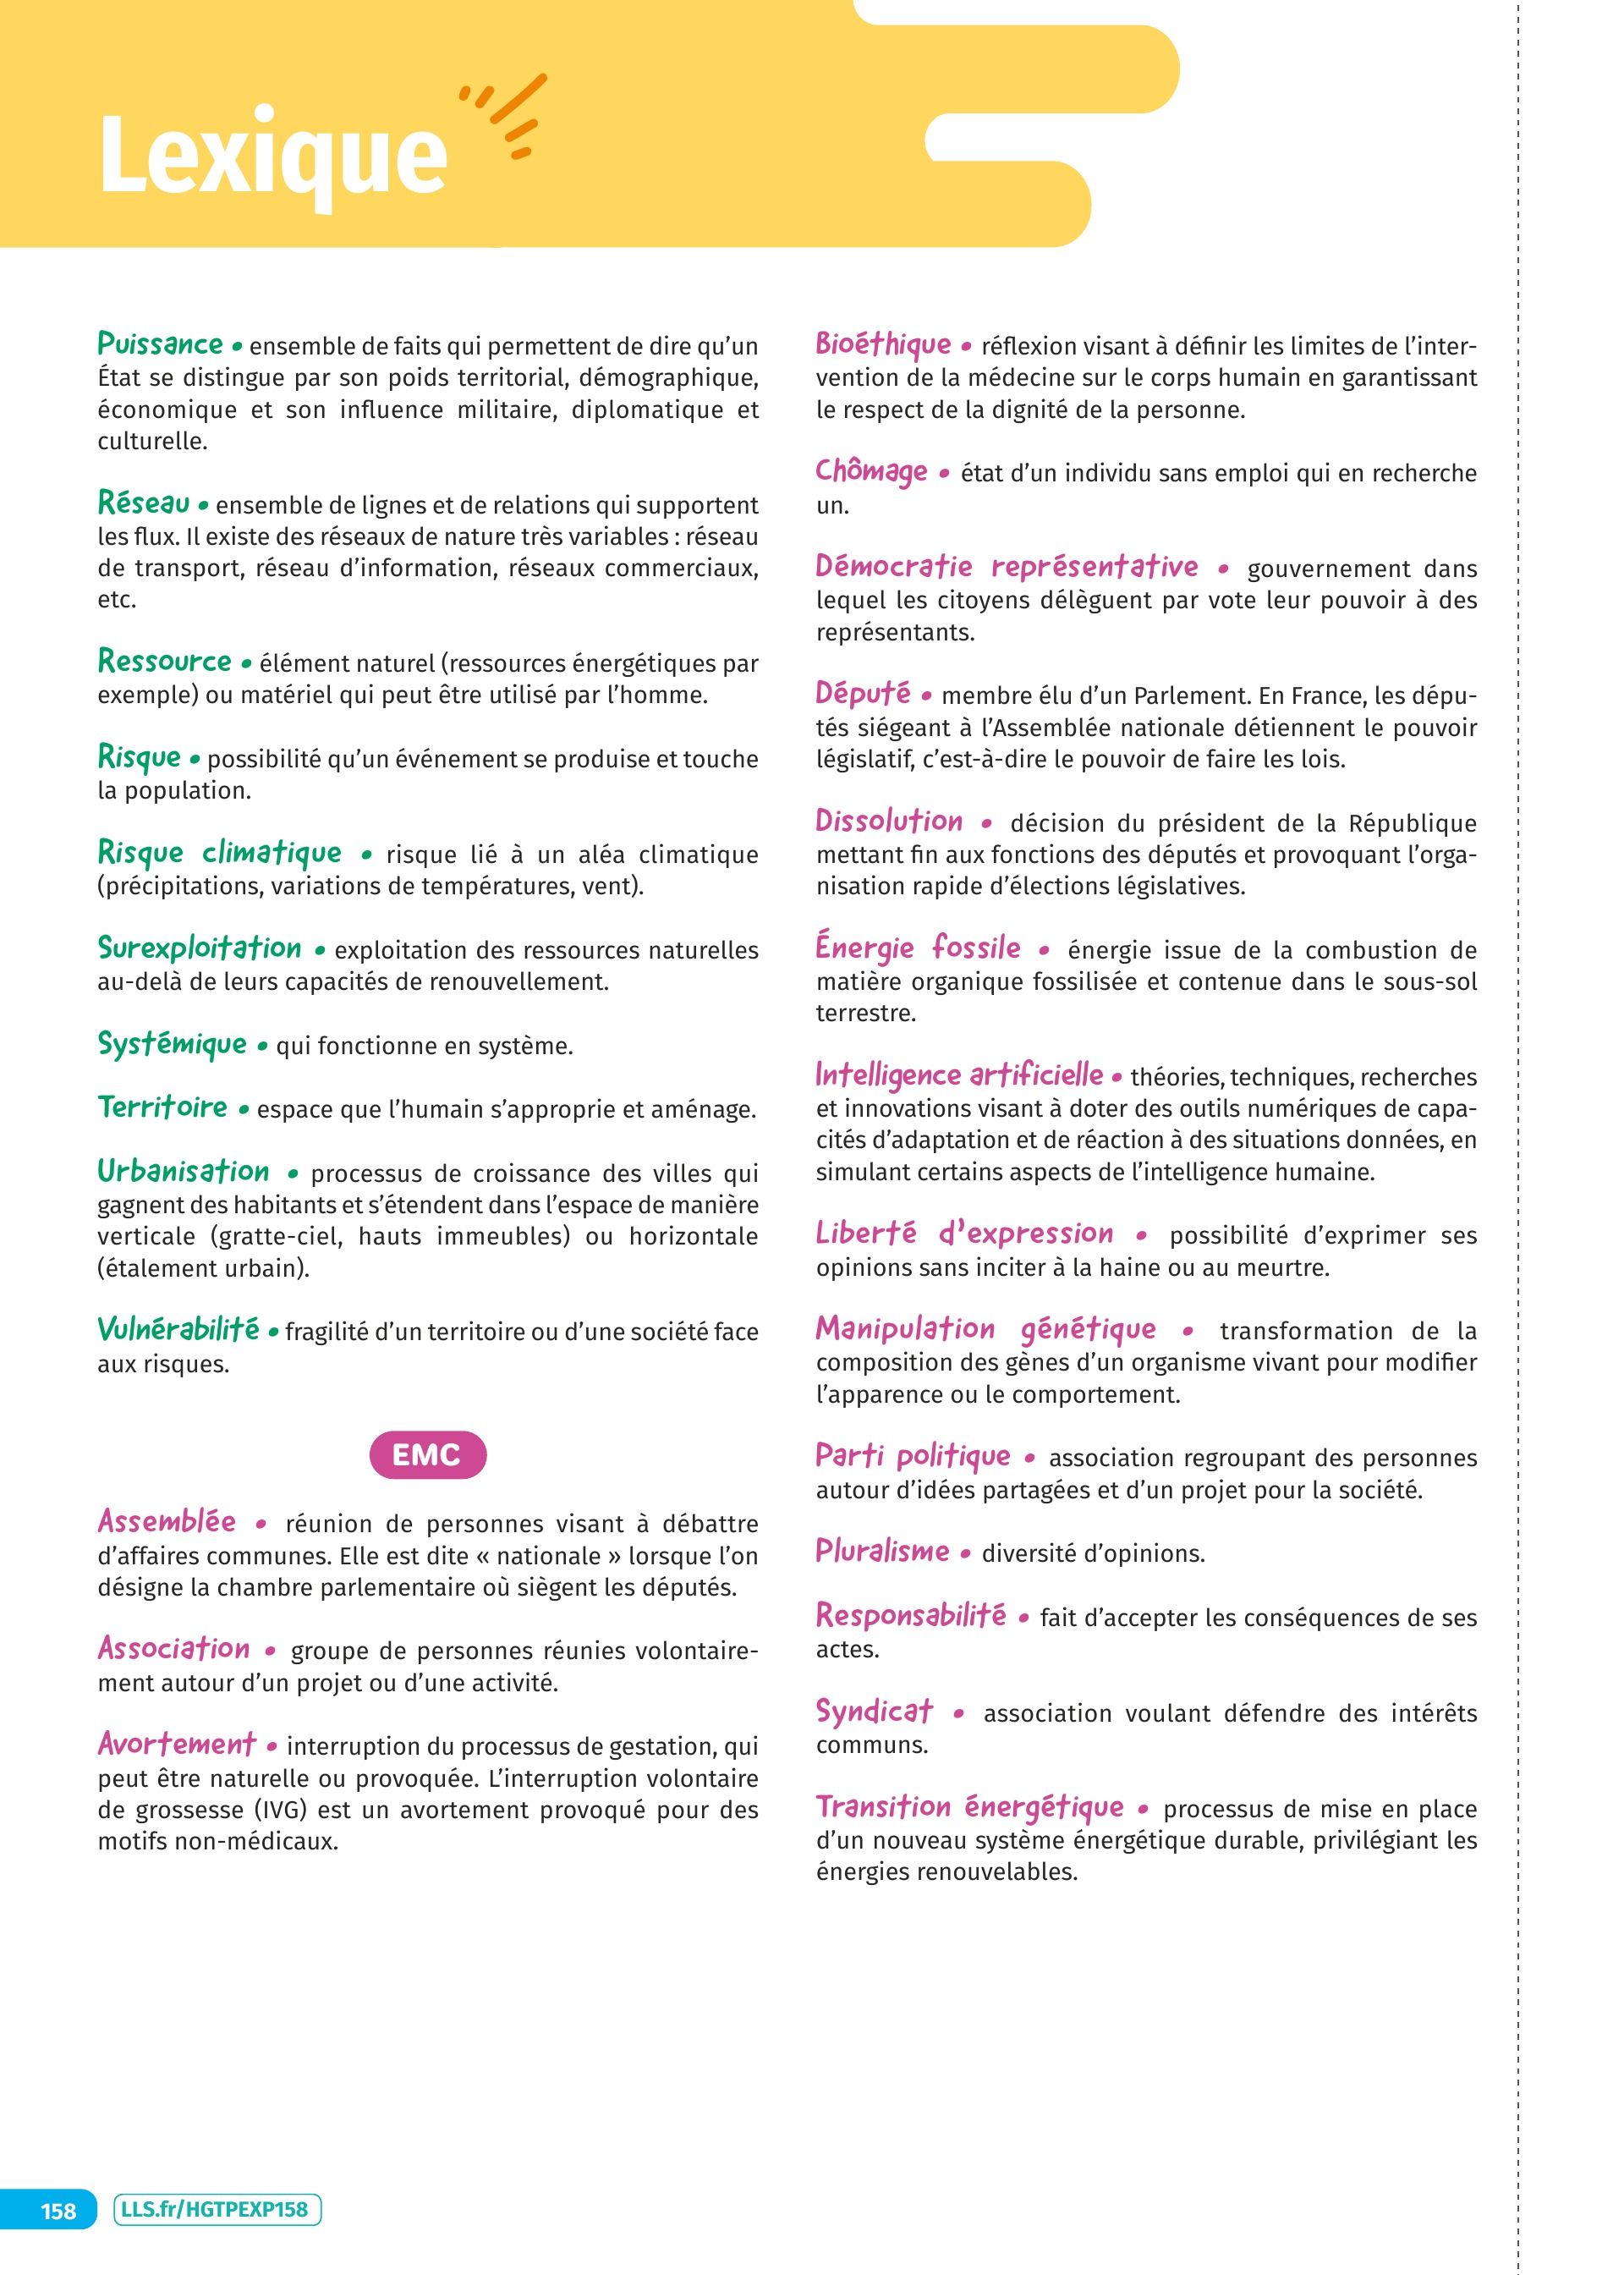 Lexique
Puissance • ensemble de faits qui permettent de dire qu’un
État se distingue par son poids territorial, démographique,
économique et son influence militaire, diplomatique et
culturelle.
Réseau • ensemble de lignes et de relations qui supportent
les flux. Il existe des réseaux de nature très variables : réseau
de transport, réseau d’information, réseaux commerciaux,
etc.
Ressource • élément naturel (ressources énergétiques par
exemple) ou matériel qui peut être utilisé par l’homme.
Risque • possibilité qu’un événement se produise et touche
la population.
Risque climatique • risque lié à un aléa climatique
(précipitations, variations de températures, vent).
Surexploitation • exploitation des ressources naturelles
au-delà de leurs capacités de renouvellement.
Systémique • qui fonctionne en système.
Territoire • espace que l’humain s’approprie et aménage.
Urbanisation • processus de croissance des villes qui
gagnent des habitants et s’étendent dans l’espace de manière
verticale (gratte-ciel, hauts immeubles) ou horizontale
(étalement urbain).
Vulnérabilité • fragilité d’un territoire ou d’une société face
aux risques.
EMC
Assemblée • réunion de personnes visant à débattre
d’affaires communes. Elle est dite « nationale » lorsque l’on
désigne la chambre parlementaire où siègent les députés.
Association • groupe de personnes réunies volontaire-
ment autour d’un projet ou d’une activité.
Avortement • interruption du processus de gestation, qui
peut être naturelle ou provoquée. L’interruption volontaire
de grossesse (IVG) est un avortement provoqué pour des
motifs non-médicaux.
Bioéthique • réflexion visant à définir les limites de l’inter-
vention de la médecine sur le corps humain en garantissant
le respect de la dignité de la personne.
Chômage • état d’un individu sans emploi qui en recherche
un.
Démocratie représentative • gouvernement dans
lequel les citoyens délèguent par vote leur pouvoir à des
représentants.
Député • membre élu d’un Parlement. En France, les dépu-
tés siégeant à l’Assemblée nationale détiennent le pouvoir
législatif, c’est-à-dire le pouvoir de faire les lois.
Dissolution • décision du président de la République
mettant fin aux fonctions des députés et provoquant l’orga-
nisation rapide d’élections législatives.
Énergie fossile • énergie issue de la combustion de
matière organique fossilisée et contenue dans le sous-sol
terrestre.
Intelligence artificielle • théories, techniques, recherches
et innovations visant à doter des outils numériques de capa-
cités d’adaptation et de réaction à des situations données, en
simulant certains aspects de l’intelligence humaine.
Liberté d’expression • possibilité d’exprimer ses
opinions sans inciter à la haine ou au meurtre.
Manipulation génétique • transformation de la
composition des gènes d’un organisme vivant pour modifier
l’apparence ou le comportement.
Parti politique • association regroupant des personnes
autour d’idées partagées et d’un projet pour la société.
Pluralisme • diversité d’opinions.
Responsabilité • fait d’accepter les conséquences de ses
actes.
Syndicat • association voulant défendre des intérêts
communs.
Transition énergétique • processus de mise en place
d’un nouveau système énergétique durable, privilégiant les
énergies renouvelables.
158
LLS.fr/HGTPEXP158